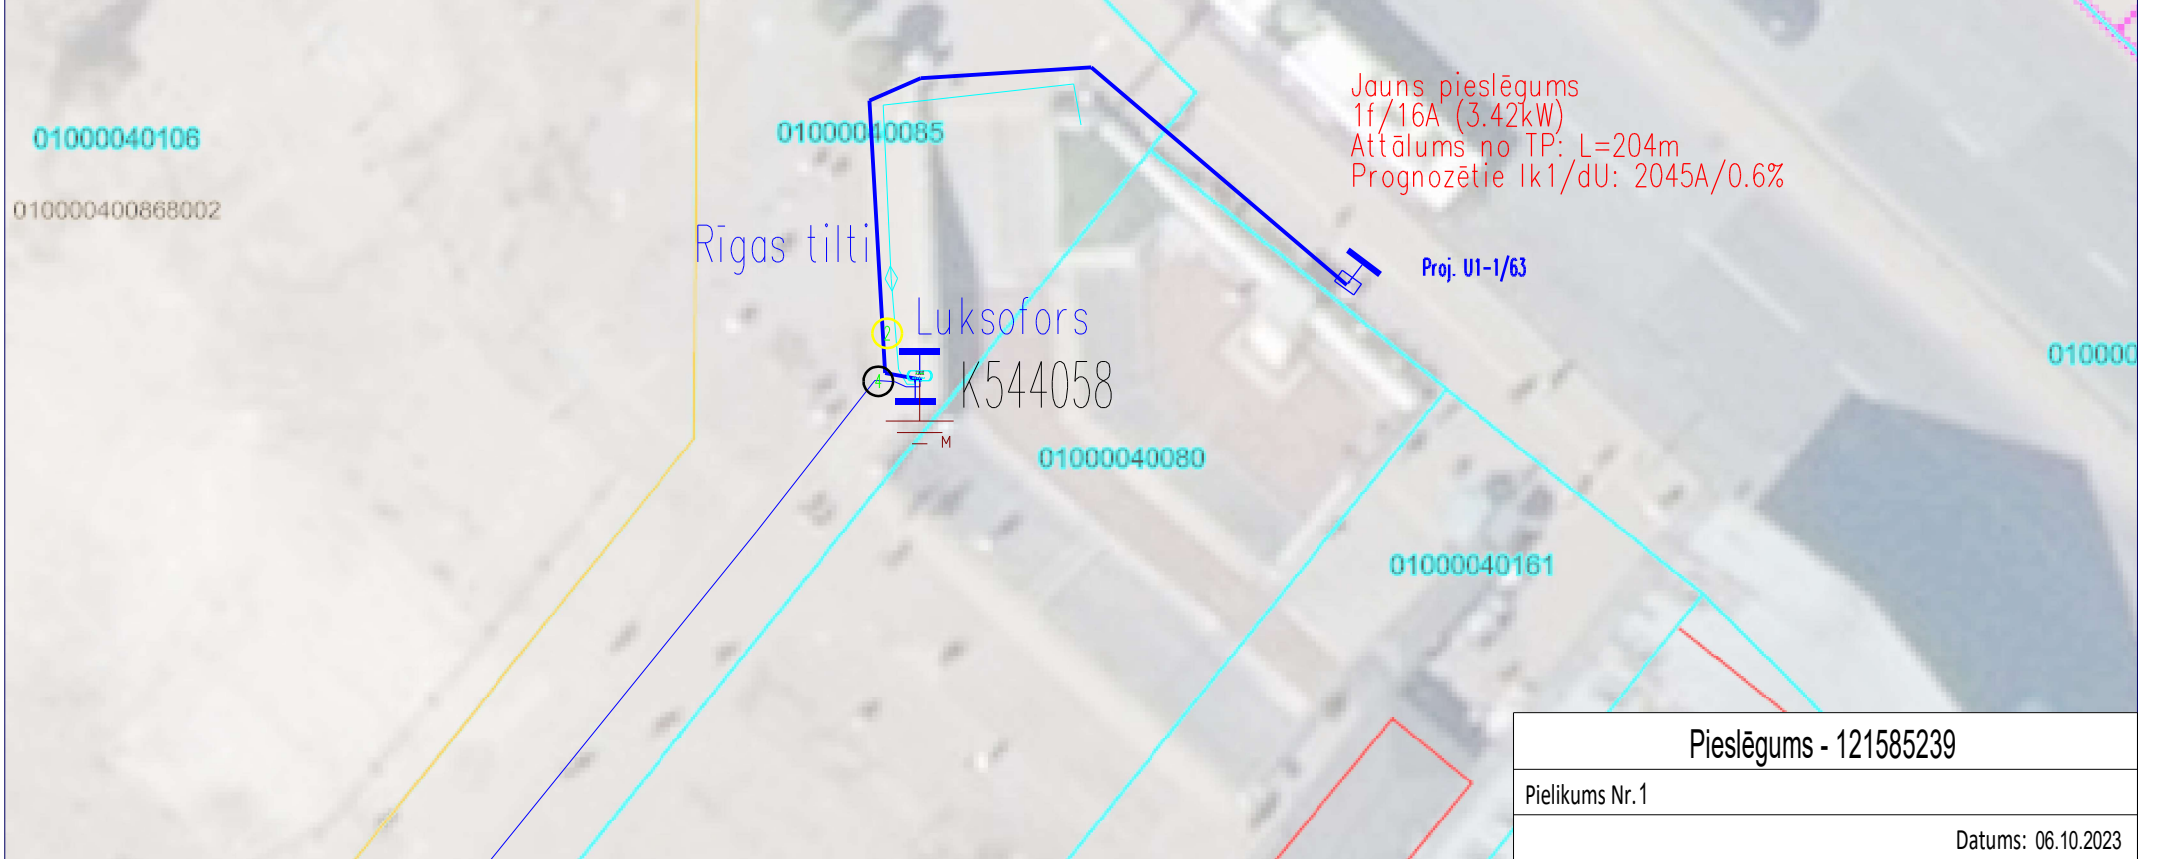 Jauns pieslēgums
1f/16A (3.42kW)
Attālums no TP: L=204m
Prognozētie Ik1/dU: 2045A/0.6%
01000040106
01000040085
010000400868002
Rīgas tilti
Proj. U1-1/63
Luksofors
2
010000
4
K544058
M
01000040080
01000040161
Pieslēgums - 121585239
Pielikums Nr.1
Datums: 06.10.2023